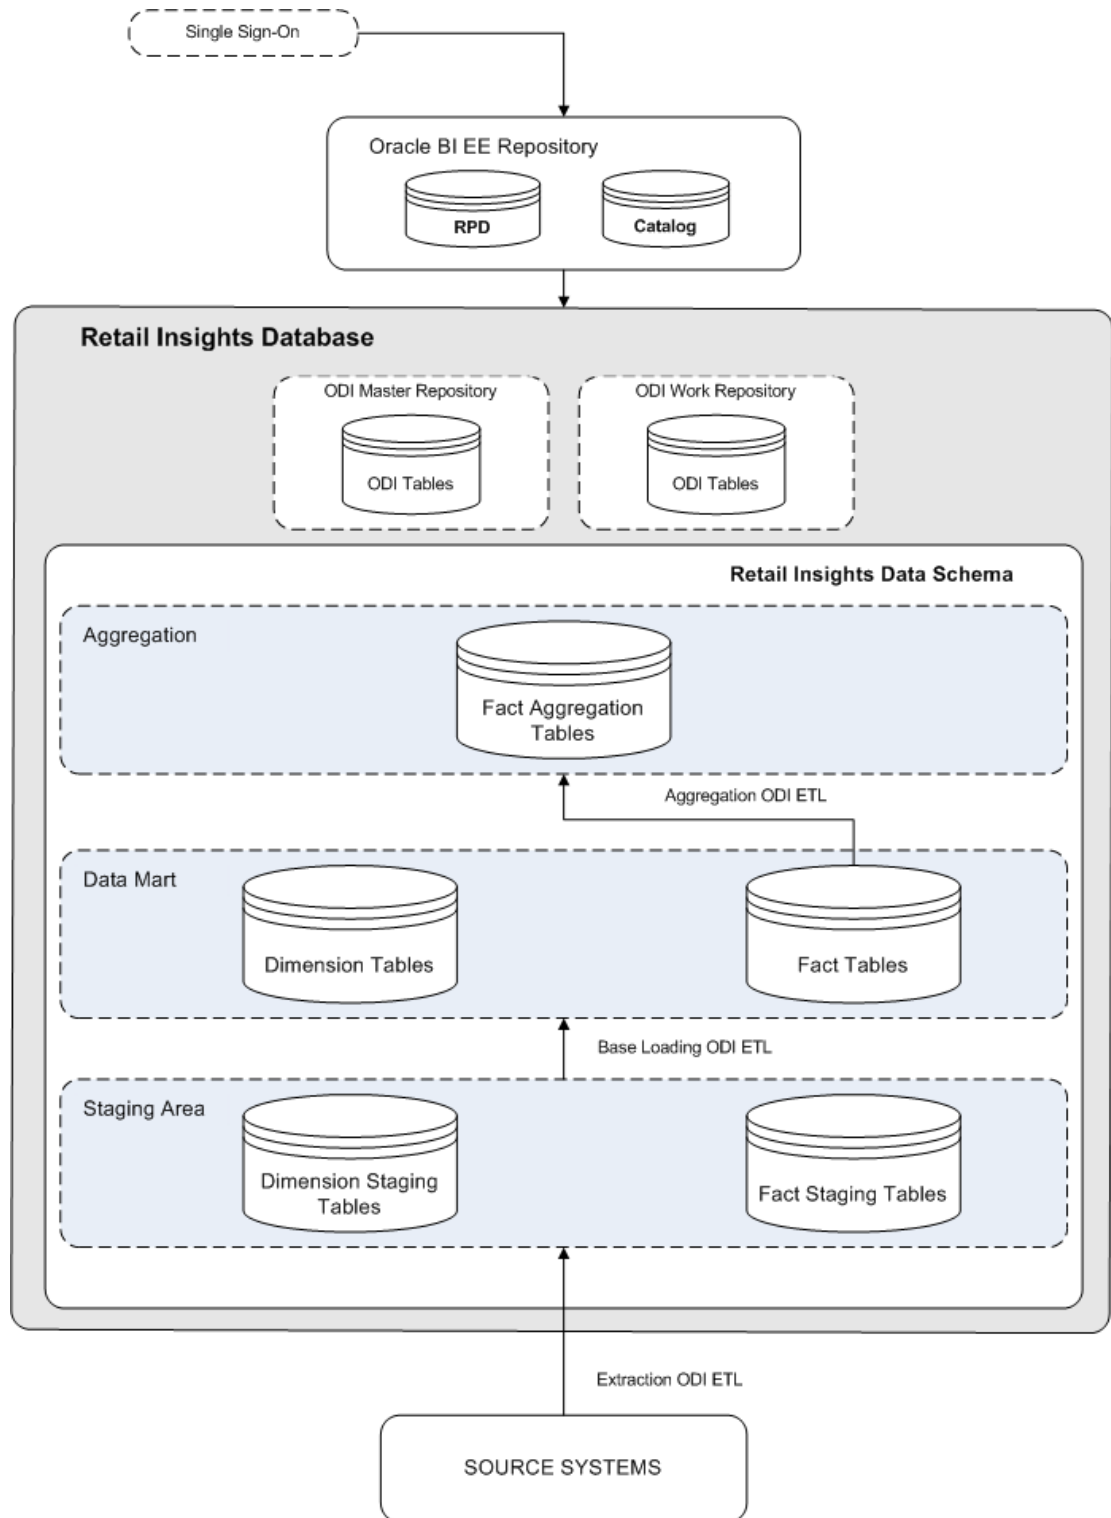 Single Sign-On
Oracle BI EE Repository
RPD
Catalog
Retail Insights Database
ODI Master Repository
ODI Work Repository
ODI Tables
ODI Tables
Retail Insights Data Schema
Aggregation
Fact Aggregation
Tables
Aggregation ODI ETL
Data Mart
Dimension Tables
Fact Tables
Base Loading ODI ETL
Staging Area
Dimension Staging
Tables
Fact Staging Tables
Extraction ODI ETL
SOURCE SYSTEMS